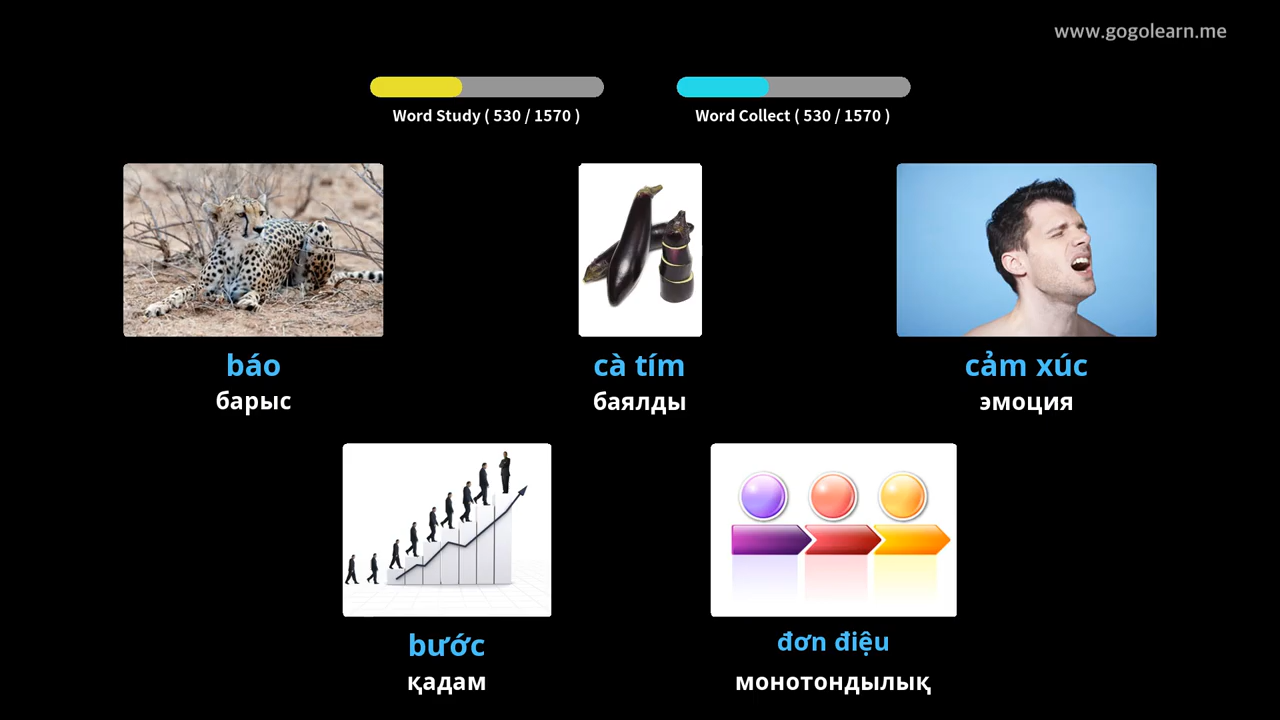 www.gogolearn.me
Word Study ( 530 / 1570 )
Word Collect ( 530 / 1570 )
báo
барыс
cà tím
баялды
cảm xúc
эмоция
bước
қадам
đơn điệu
монотондылық